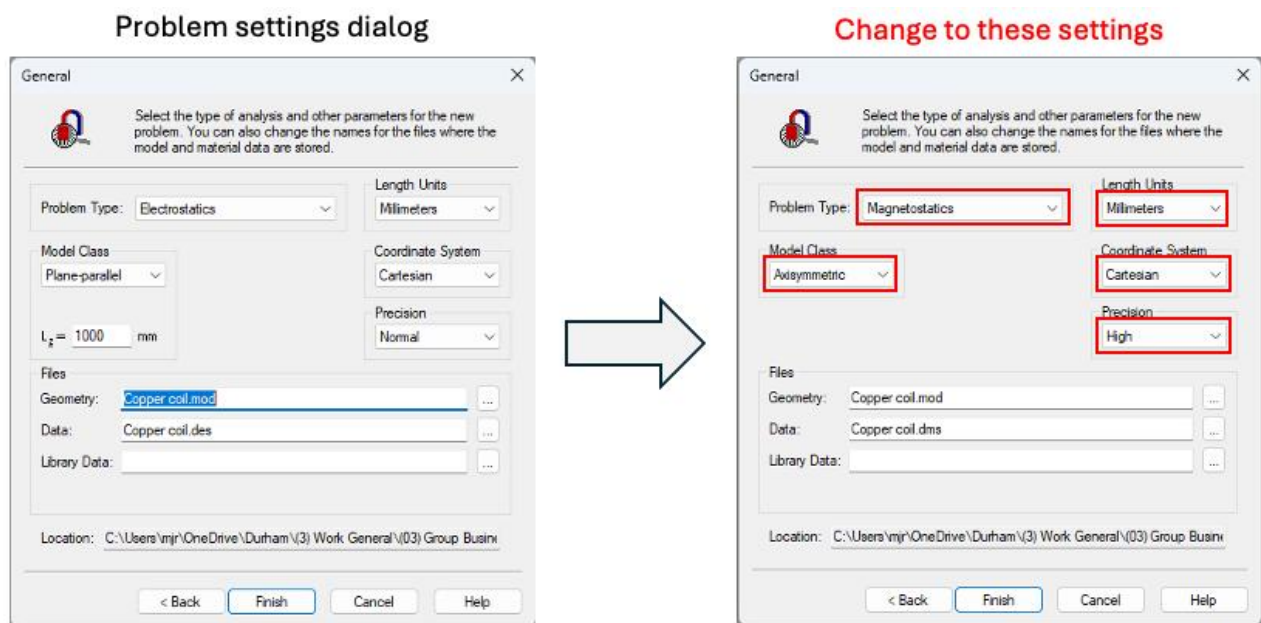 Problem settings dialog
General
Select the type of analysis and other parameters for the new
problem. You can also change the names for the files where the
model and material data are stored.
Problem Type: Electrostatics
Length Units
Millimeters
Model Class
Plane-parallel
Coordinate System
Cartesian
Lz = 1000 mm
Precision
Normal
Files
Geometry: Copper coil.mod ...
Data: Copper coil.des ...
Library Data: ...
Location: C:\Users\mjr\OneDrive\Durham\(3) Work General\(03) Group Busine
< Back Finish Cancel Help
Change to these settings
General
Select the type of analysis and other parameters for the new
problem. You can also change the names for the files where the
model and material data are stored.
Problem Type: Magnetostatics
Length Units
Millimeters
Model Class
Axisymmetric
Coordinate System
Cartesian
Precision
High
Files
Geometry: Copper coil.mod ...
Data: Copper coil.dms ...
Library Data: ...
Location: C:\Users\mjr\OneDrive\Durham\(3) Work General\(03) Group Busine
< Back Finish Cancel Help